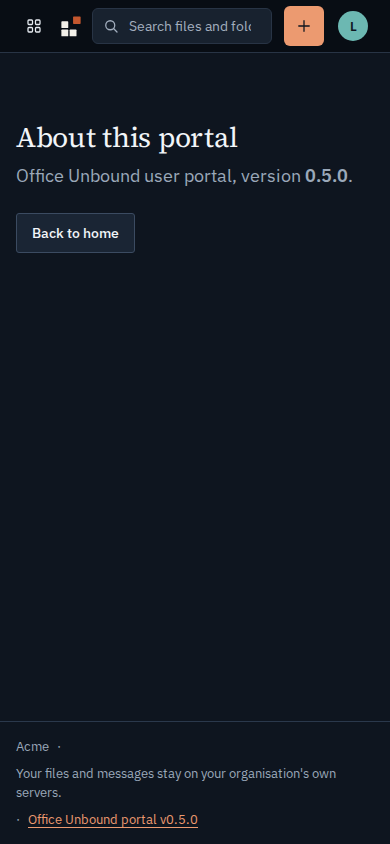 Search files and fol
L
About this portal
Office Unbound user portal, version 0.5.0.
Back to home
Acme ·
Your files and messages stay on your organisation's own
servers.
· Office Unbound portal v0.5.0